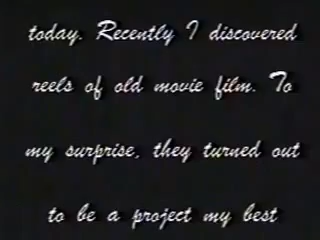 today. Recently I discovered
reels of old movie film. To
my surprise, they turned out
to be a project my best